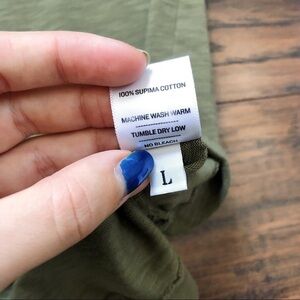 100% SUPIMA COTTON
MACHINE WASH WARM
TUMBLE DRY LOW
NO BLEACH
L